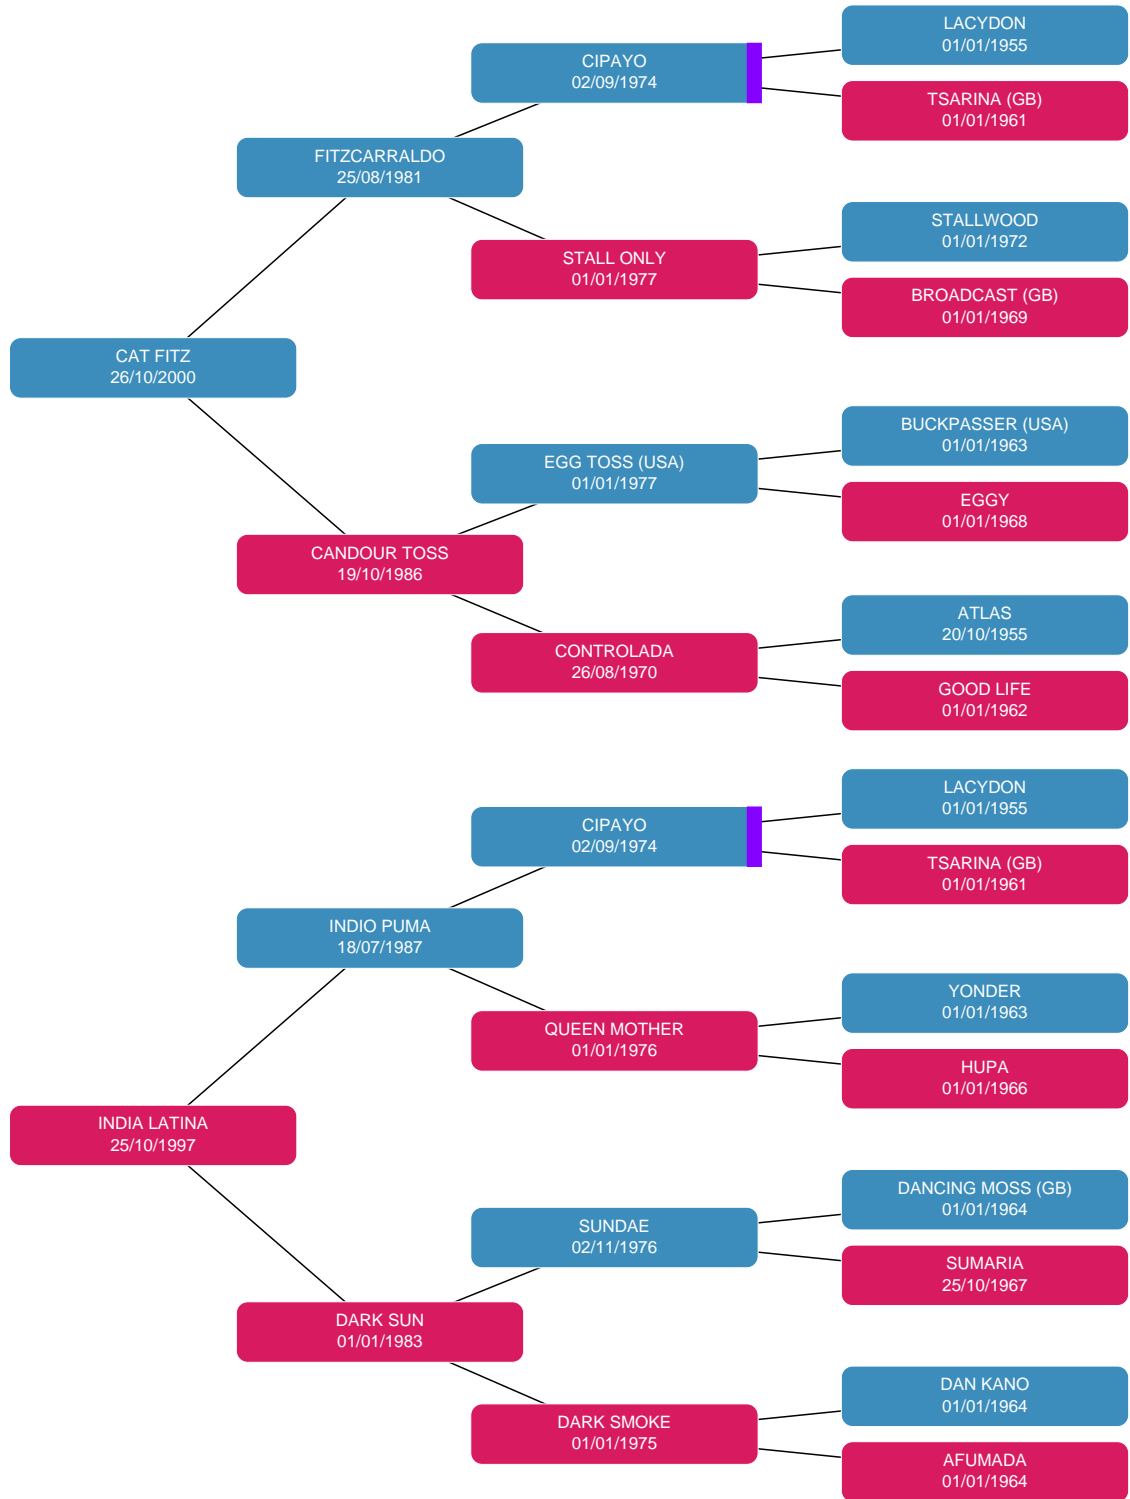 LACYDON
01/01/1955
CIPAYO
02/09/1974
TSARINA (GB)
01/01/1961
FITZCARRALDO
25/08/1981
STALLWOOD
01/01/1972
STALL ONLY
01/01/1977
BROADCAST (GB)
01/01/1969
CAT FITZ
26/10/2000
BUCKPASSER (USA)
01/01/1963
EGG TOSS (USA)
01/01/1977
EGGY
01/01/1968
CANDOUR TOSS
19/10/1986
ATLAS
20/10/1955
CONTROLADA
26/08/1970
GOOD LIFE
01/01/1962
LACYDON
01/01/1955
CIPAYO
02/09/1974
TSARINA (GB)
01/01/1961
INDIO PUMA
18/07/1987
YONDER
01/01/1963
QUEEN MOTHER
01/01/1976
HUPA
01/01/1966
INDIA LATINA
25/10/1997
DANCING MOSS (GB)
01/01/1964
SUNDAE
02/11/1976
SUMARIA
25/10/1967
DARK SUN
01/01/1983
DAN KANO
01/01/1964
DARK SMOKE
01/01/1975
AFUMADA
01/01/1964